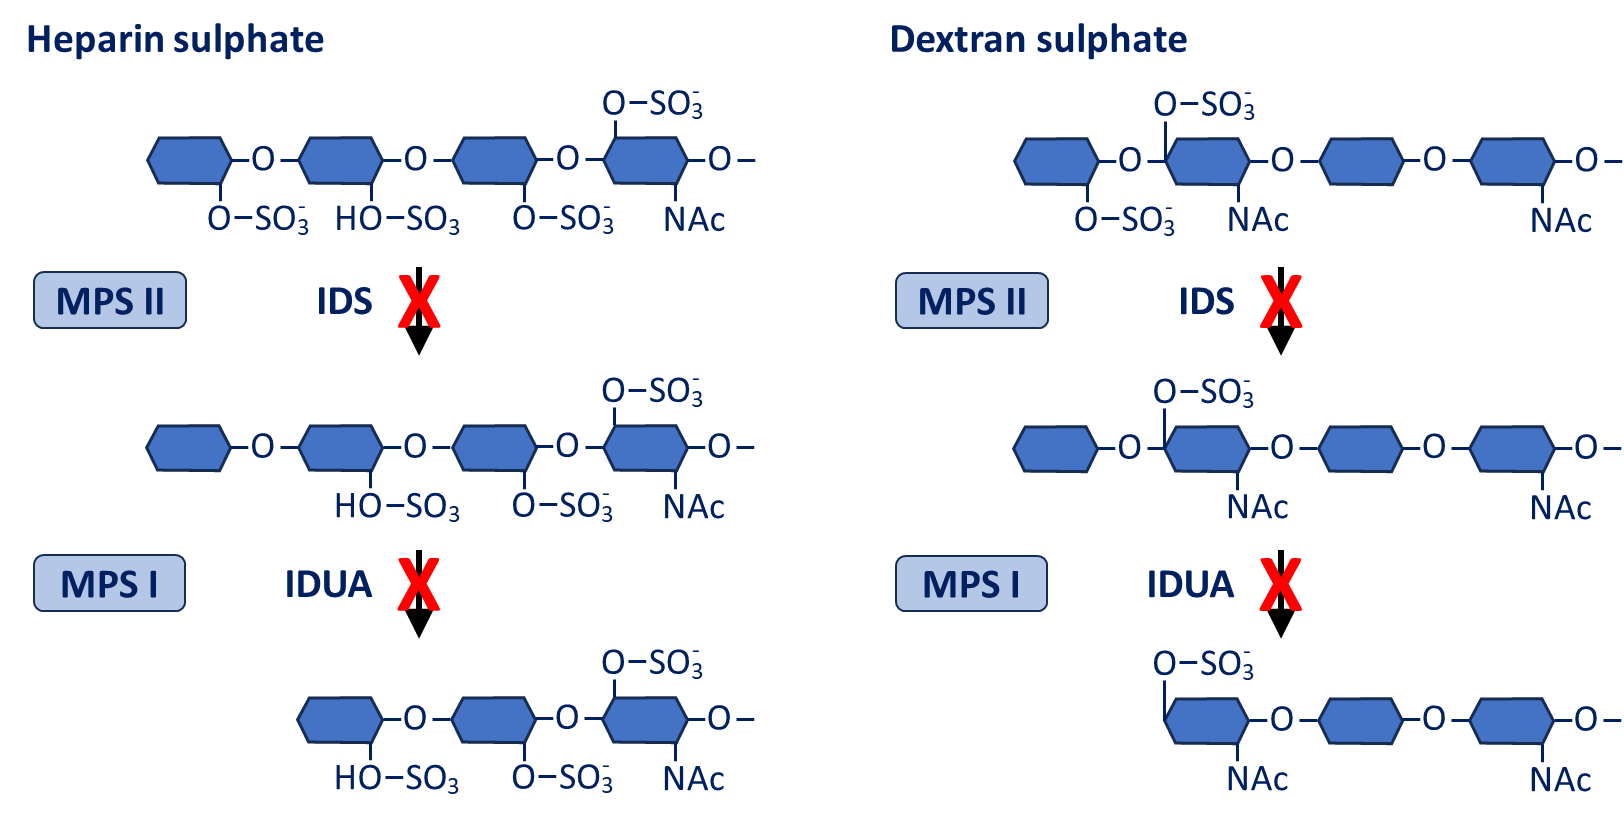 Heparin sulphate
O–SO₃⁻
–O– –O– –O– –O–
O–SO₃⁻ HO–SO₃ O–SO₃⁻ NAc
MPS II IDS X
O–SO₃⁻
–O– –O– –O– –O–
HO–SO₃ O–SO₃⁻ NAc
MPS I IDUA X
O–SO₃⁻
–O– –O– –O–
HO–SO₃ O–SO₃⁻ NAc
Dextran sulphate
O–SO₃⁻
–O– –O– –O– –O–
O–SO₃⁻ NAc NAc
MPS II IDS X
O–SO₃⁻
–O– –O– –O– –O–
NAc NAc
MPS I IDUA X
O–SO₃⁻
–O– –O– –O–
NAc NAc